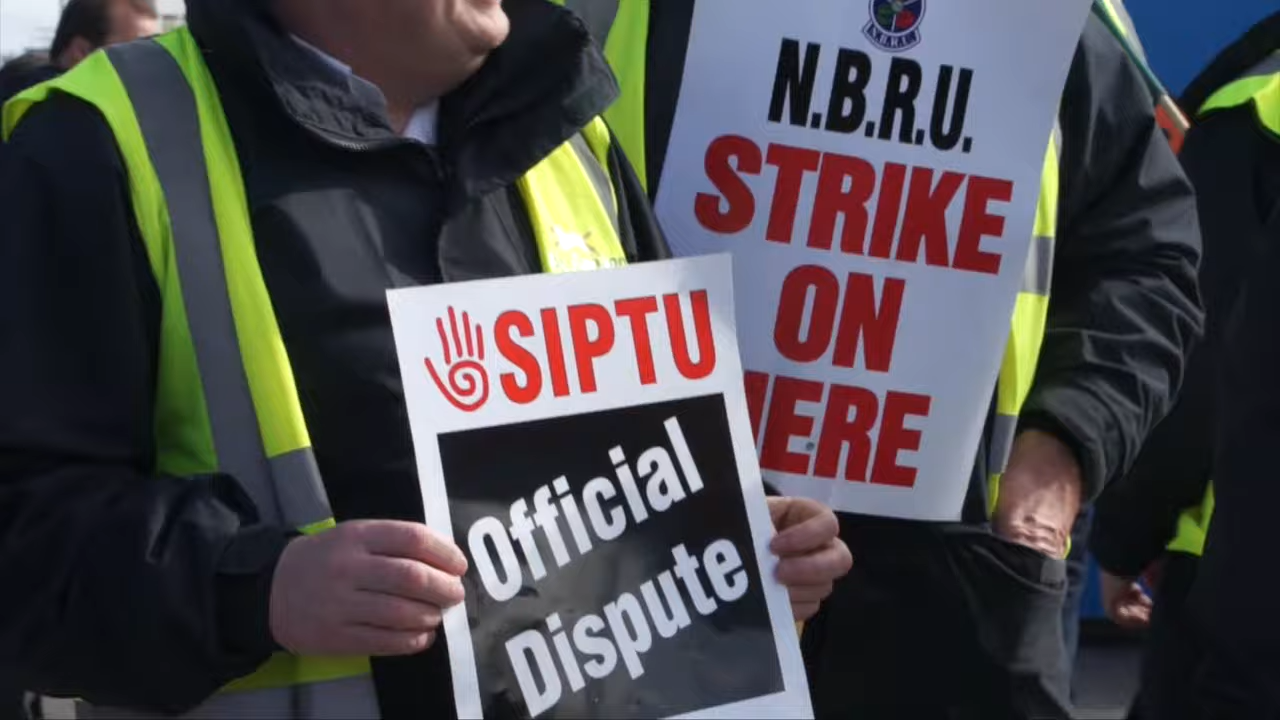 N.B.R.U.
N.B.R.U.
STRIKE
ON
HERE
SIPTU
Official
Dispute